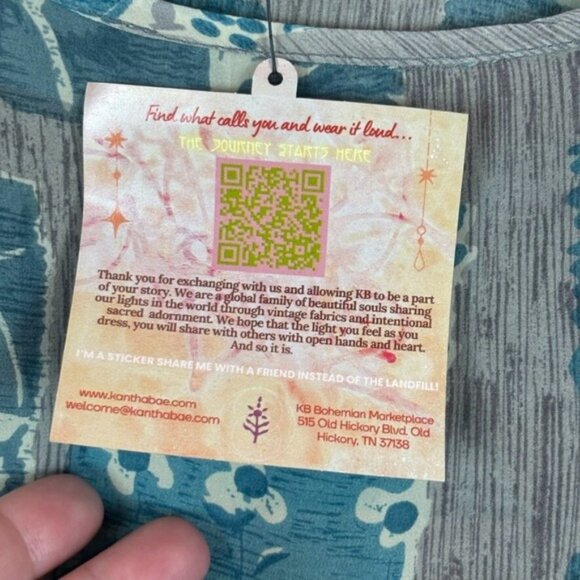 Find what calls you and wear it loud...
THE JOURNEY STARTS HERE
Thank you for exchanging with us and allowing KB to be a part
of your story. We are a global family of beautiful souls sharing
our lights in the world through vintage fabrics and intentional
sacred adornment. We hope that the light you feel as you
dress, you will share with others with open hands and heart.
And so it is.
I'M A STICKER SHARE ME WITH A FRIEND INSTEAD OF THE LANDFILL!
www.kanthabae.com
welcome@kanthabae.com
KB Bohemian Marketplace
515 Old Hickory Blvd, Old
Hickory, TN 37138